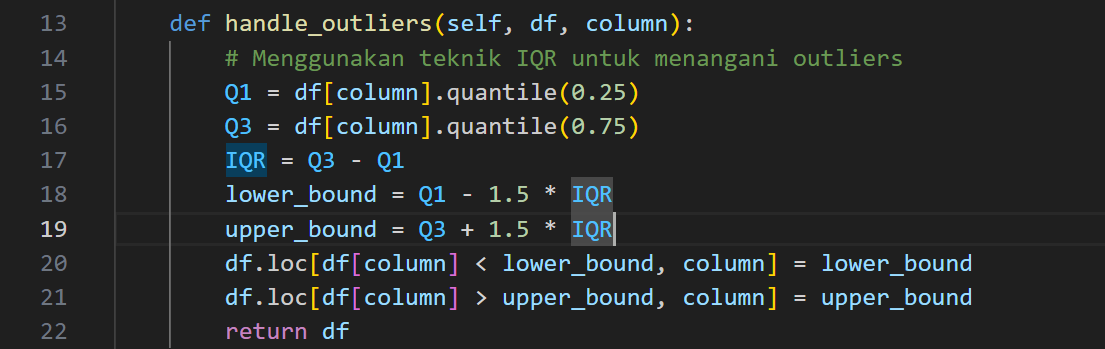 13 def handle_outliers(self, df, column):
14 # Menggunakan teknik IQR untuk menangani outliers
15 Q1 = df[column].quantile(0.25)
16 Q3 = df[column].quantile(0.75)
17 IQR = Q3 - Q1
18 lower_bound = Q1 - 1.5 * IQR
19 upper_bound = Q3 + 1.5 * IQR
20 df.loc[df[column] < lower_bound, column] = lower_bound
21 df.loc[df[column] > upper_bound, column] = upper_bound
22 return df